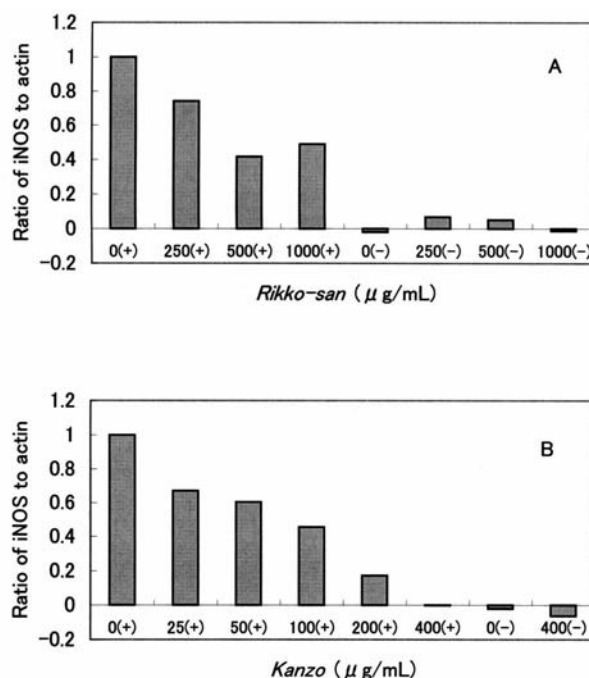 1.2
A
1
0.8
0.6
0.4
0.2
0
-0.2
Ratio of iNOS to actin
0(+) 250(+) 500(+) 1000(+) 0(-) 250(-) 500(-) 1000(-)
Rikko-san ( μ g/mL)
1.2
B
1
0.8
0.6
0.4
0.2
0
-0.2
Ratio of iNOS to actin
0(+) 25(+) 50(+) 100(+) 200(+) 400(+) 0(-) 400(-)
Kanzo ( μ g/mL)